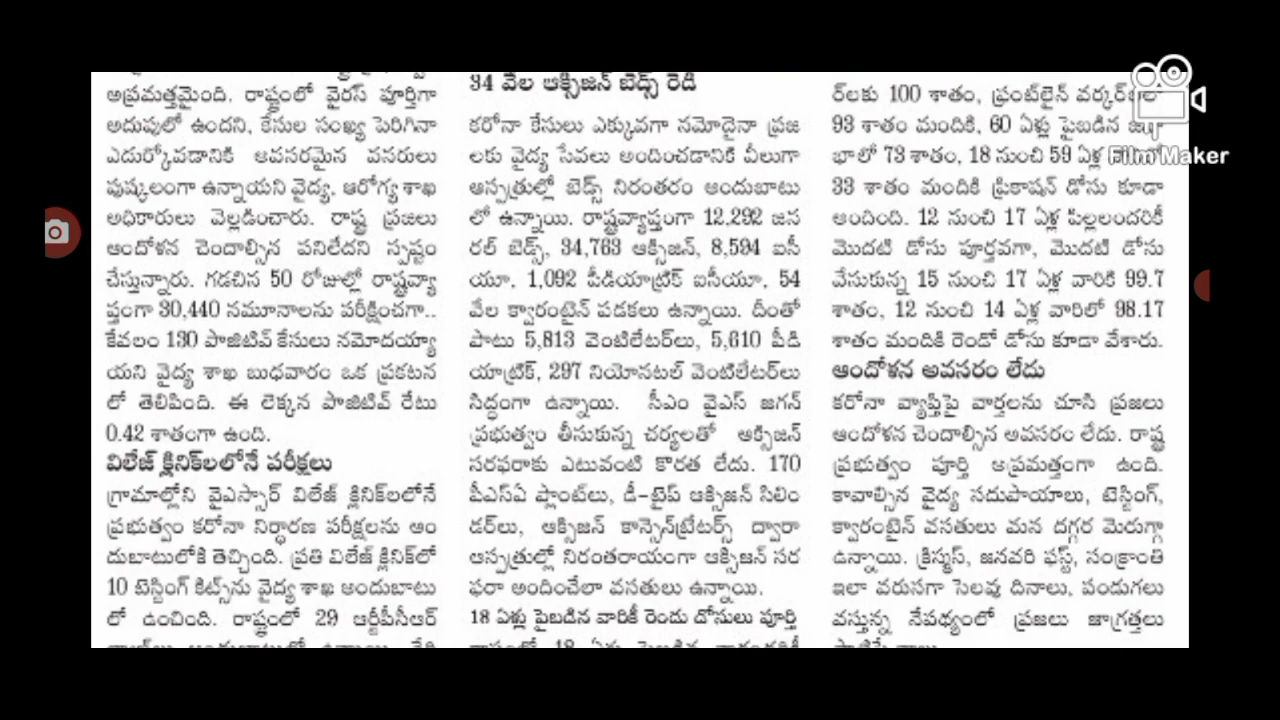 అప్రమత్తమైంది. రాష్ట్రంలో వైరస్ పూర్తిగా
అదుపులో ఉందని, కేసుల సంఖ్య పెరిగినా
ఎదుర్కోవడానికి అవసరమైన వనరులు
పుష్కలంగా ఉన్నాయని వైద్య, ఆరోగ్య శాఖ
అధికారులు వెల్లడించారు. రాష్ట్ర ప్రజలు
ఆందోళన చెందాల్సిన పనిలేదని స్పష్టం
చేస్తున్నారు. గడచిన 50 రోజుల్లో రాష్ట్రవ్యా
ప్తంగా 30,440 నమూనాలను పరీక్షించగా..
కేవలం 130 పాజిటివ్ కేసులు నమోదయ్యా
యని వైద్య శాఖ బుధవారం ఒక ప్రకటన
లో తెలిపింది. ఈ లెక్కన పాజిటివ్ రేటు
0.42 శాతంగా ఉంది.
విలేజ్ క్లినిక్‌లలోనే పరీక్షలు
గ్రామాల్లోని వైఎస్సార్ విలేజ్ క్లినిక్‌లలోనే
ప్రభుత్వం కరోనా నిర్ధారణ పరీక్షలను అం
దుబాటులోకి తెచ్చింది. ప్రతి విలేజ్ క్లినిక్‌లో
10 టెస్టింగ్ కిట్స్‌ను వైద్య శాఖ అందుబాటు
లో ఉంచింది. రాష్ట్రంలో 29 ఆర్టీపీసీఆర్
34 వేల ఆక్సిజన్ బెడ్స్ రెడీ
కరోనా కేసులు ఎక్కువగా నమోదైనా ప్రజ
లకు వైద్య సేవలు అందించడానికి వీలుగా
ఆస్పత్రుల్లో బెడ్స్ నిరంతరం అందుబాటు
లో ఉన్నాయి. రాష్ట్రవ్యాప్తంగా 12,292 జన
రల్ బెడ్స్, 34,763 ఆక్సిజన్, 8,594 ఐసీ
యూ, 1,092 పీడియాట్రిక్ ఐసీయూ, 54
వేల క్వారంటైన్ పడకలు ఉన్నాయి. దీంతో
పాటు 5,813 వెంటిలేటర్‌లు, 5,610 పీడి
యాట్రిక్, 297 నియోనటల్ వెంటిలేటర్‌లు
సిద్ధంగా ఉన్నాయి. సీఎం వైఎస్ జగన్
ప్రభుత్వం తీసుకున్న చర్యలతో ఆక్సిజన్
సరఫరాకు ఎటువంటి కొరత లేదు. 170
పీఎస్ఏ ప్లాంట్‌లు, డీ–టైప్ ఆక్సిజన్ సిలిం
డర్‌లు, ఆక్సిజన్ కాన్సెన్‌ట్రేటర్స్ ద్వారా
ఆస్పత్రుల్లో నిరంతరాయంగా ఆక్సిజన్ సర
ఫరా అందించేలా వసతులు ఉన్నాయి.
18 ఏళ్లు పైబడిన వారికీ రెండు దోసులు పూర్తి
ర్‌లకు 100 శాతం, ఫ్రంట్‌లైన్ వర్కర్‌లలో
93 శాతం మందికి, 60 ఏళ్లు పైబడిన జనా
భాలో 73 శాతం, 18 నుంచి 59 ఏళ్ల
33 శాతం మందికి ప్రికాషన్ డోసు కూడా
అందింది. 12 నుంచి 17 ఏళ్ల పిల్లలందరికీ
మొదటి డోసు పూర్తవగా, మొదటి డోసు
వేసుకున్న 15 నుంచి 17 ఏళ్ల వారికి 99.7
శాతం, 12 నుంచి 14 ఏళ్ల వారిలో 98.17
శాతం మందికి రెండో డోసు కూడా వేశారు.
ఆందోళన అవసరం లేదు
కరోనా వ్యాప్తిపై వార్తలను చూసి ప్రజలు
ఆందోళన చెందాల్సిన అవసరం లేదు. రాష్ట్ర
ప్రభుత్వం పూర్తి అప్రమత్తంగా ఉంది.
కావాల్సిన వైద్య సదుపాయాలు, టెస్టింగ్,
క్వారంటైన్ వసతులు మన దగ్గర మెరుగ్గా
ఉన్నాయి. క్రిస్మస్, జనవరి ఫస్ట్, సంక్రాంతి
ఇలా వరుసగా సెలవు దినాలు, పండుగలు
వస్తున్న నేపథ్యంలో ప్రజలు జాగ్రత్తలు
Film Maker